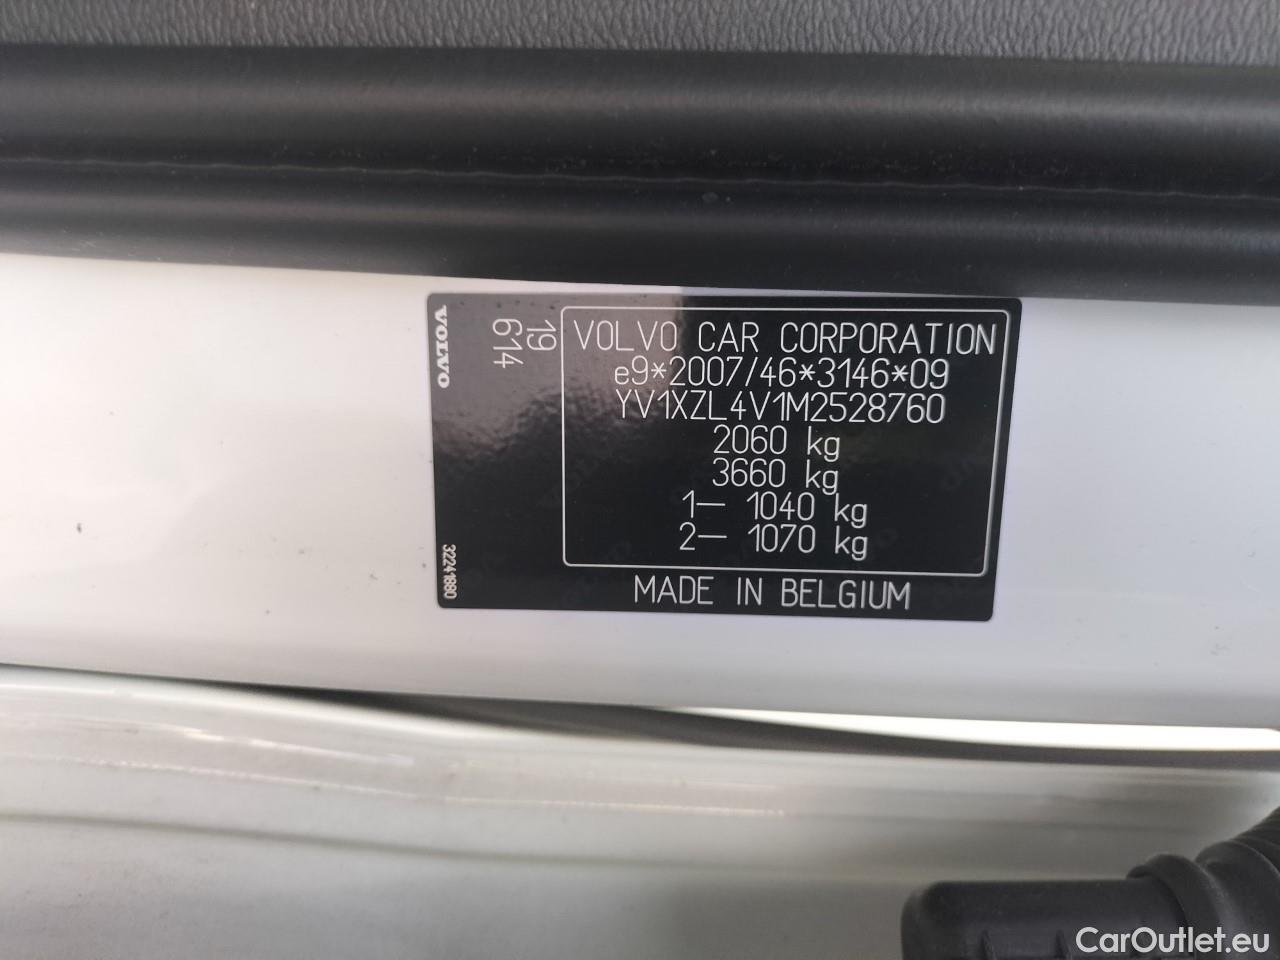 VOLVO
19
614
VOLVO CAR CORPORATION
e9*2007/46*3146*09
YV1XZL4V1M2528760
2060 kg
3660 kg
1— 1040 kg
2— 1070 kg
32241880
MADE IN BELGIUM
CarOutlet.eu